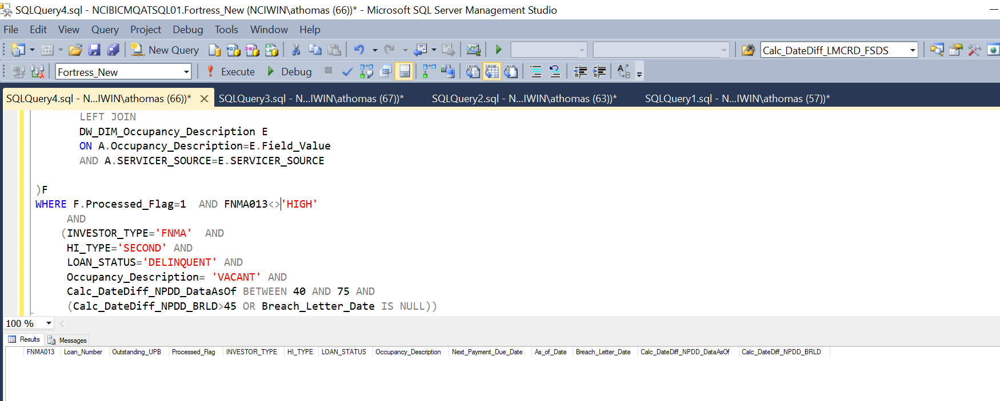 SQLQuery4.sql - NCIBICMQATSQL01.Fortress_New (NCIWIN\athomas (66))* - Microsoft SQL Server Management Studio
File Edit View Query Project Debug Tools Window Help
New Query Calc_DateDiff_LMCRD_FSDS
Fortress_New Execute Debug
SQLQuery4.sql - N...IWIN\athomas (66))* SQLQuery3.sql - N...IWIN\athomas (67))* SQLQuery2.sql - N...IWIN\athomas (63))* SQLQuery1.sql - N...IWIN\athomas (57))*
LEFT JOIN
DW_DIM_Occupancy_Description E
ON A.Occupancy_Description=E.Field_Value
AND A.SERVICER_SOURCE=E.SERVICER_SOURCE
)F
WHERE F.Processed_Flag=1 AND FNMA013<>'HIGH'
AND
(INVESTOR_TYPE='FNMA' AND
HI_TYPE='SECOND' AND
LOAN_STATUS='DELINQUENT' AND
Occupancy_Description= 'VACANT' AND
Calc_DateDiff_NPDD_DataAsOf BETWEEN 40 AND 75 AND
(Calc_DateDiff_NPDD_BRLD>45 OR Breach_Letter_Date IS NULL))
100 %
Results Messages
FNMA013 Loan_Number Outstanding_UPB Processed_Flag INVESTOR_TYPE HI_TYPE LOAN_STATUS Occupancy_Description Next_Payment_Due_Date As_of_Date Breach_Letter_Date Calc_DateDiff_NPDD_DataAsOf Calc_DateDiff_NPDD_BRLD